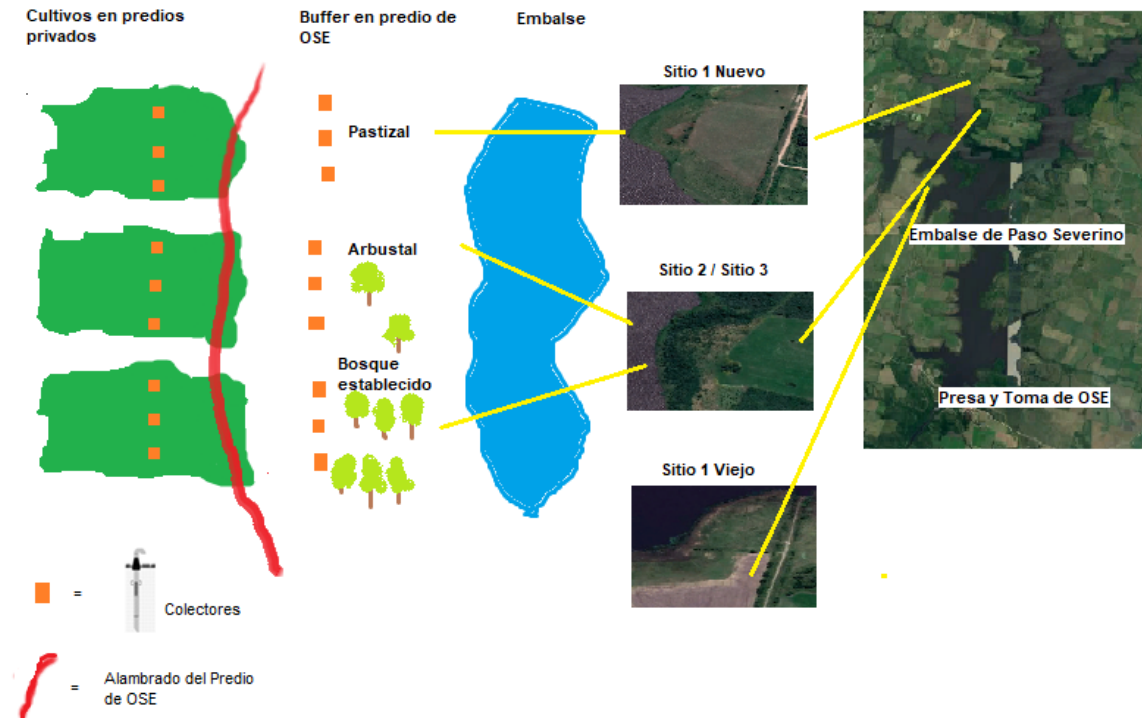 Cultivos en predios
privados
Buffer en predio de
OSE
Embalse
Sitio 1 Nuevo
Pastizal
Arbustal
Sitio 2 / Sitio 3
Embalse de Paso Severino
Bosque
establecido
Presa y Toma de OSE
Sitio 1 Viejo
=
Colectores
=
Alambrado del Predio
de OSE